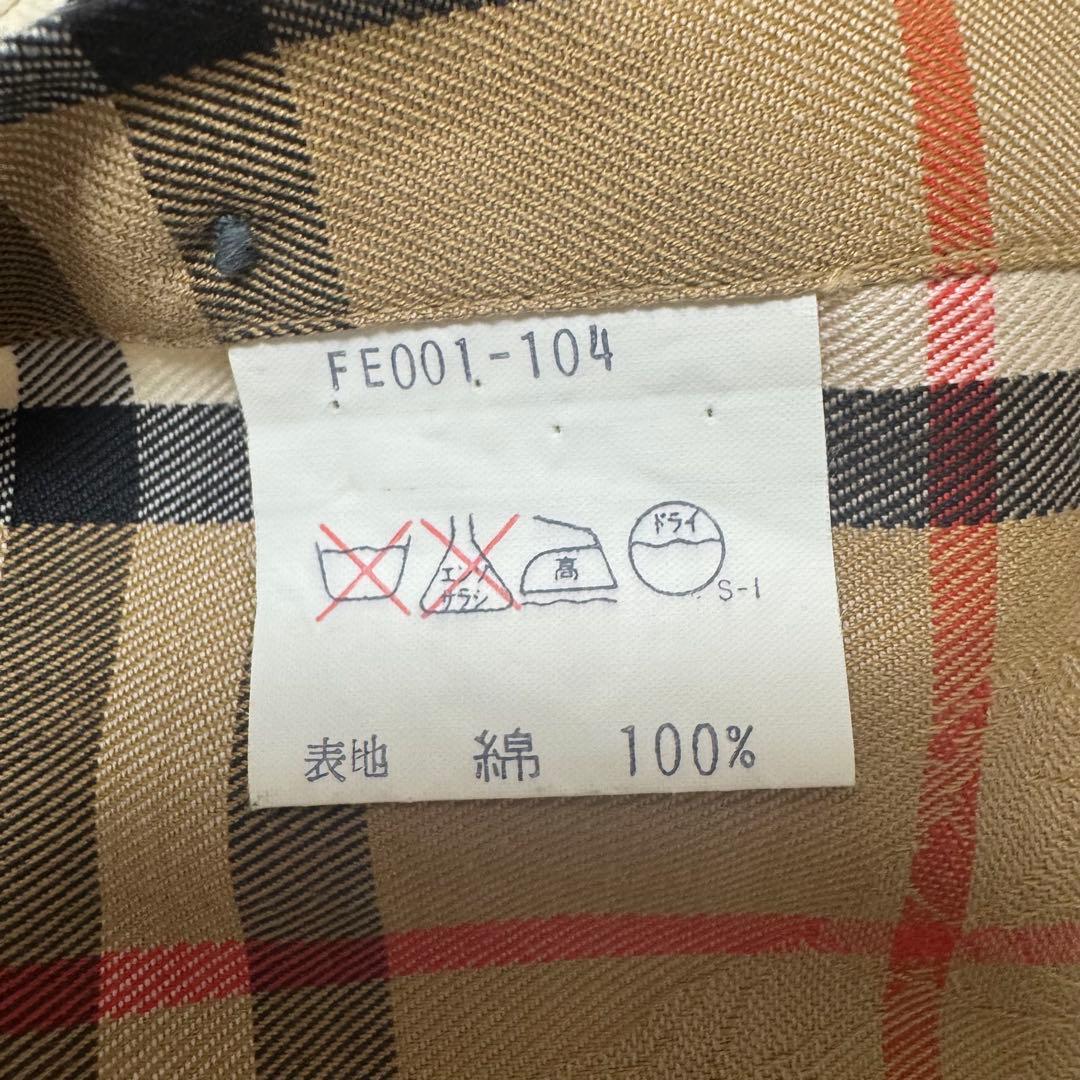 FE001-104
エンソ
サラシ
高
ドライ
S-1
表地 綿 100%